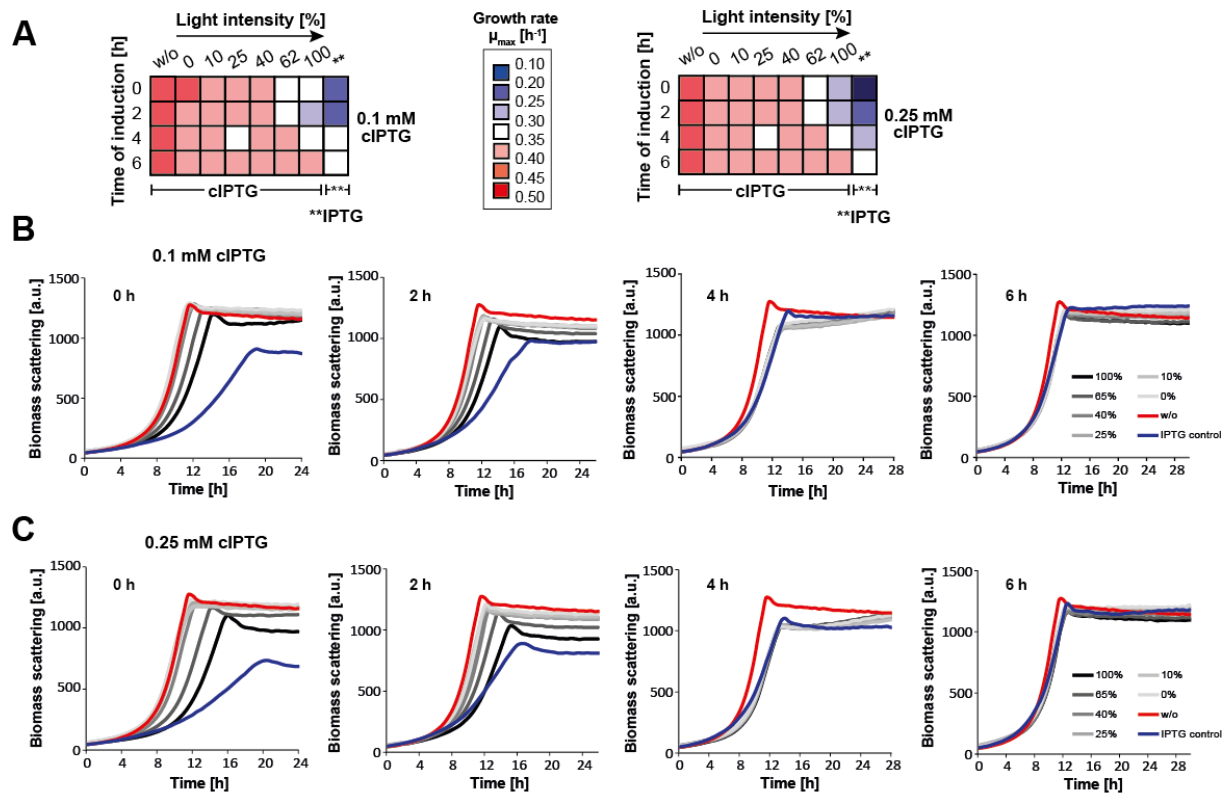 A
Light intensity [%]
w/o 0 10 25 40 62 100 **
Time of induction [h]
0
2
4
6
0.1 mM
cIPTG
cIPTG
**
**IPTG
Growth rate
μmax [h-1]
0.10
0.20
0.25
0.30
0.35
0.40
0.45
0.50
Light intensity [%]
w/o 0 10 25 40 62 100 **
Time of induction [h]
0
2
4
6
0.25 mM
cIPTG
cIPTG
**
**IPTG
B
0.1 mM cIPTG
Biomass scattering [a.u.]
1500
1000
500
0
0 h
0 4 8 12 16 20 24
Time [h]
Biomass scattering [a.u.]
1500
1000
500
0
2 h
0 4 8 12 16 20 24
Time [h]
Biomass scattering [a.u.]
1500
1000
500
0
4 h
0 4 8 12 16 20 24 28
Time [h]
Biomass scattering [a.u.]
1500
1000
500
0
6 h
100% 10%
65% 0%
40% w/o
25% IPTG control
0 4 8 12 16 20 24 28
Time [h]
C
0.25 mM cIPTG
Biomass scattering [a.u.]
1500
1000
500
0
0 h
0 4 8 12 16 20 24
Time [h]
Biomass scattering [a.u.]
1500
1000
500
0
2 h
0 4 8 12 16 20 24
Time [h]
Biomass scattering [a.u.]
1500
1000
500
0
4 h
0 4 8 12 16 20 24 28
Time [h]
Biomass scattering [a.u.]
1500
1000
500
0
6 h
100% 10%
65% 0%
40% w/o
25% IPTG control
0 4 8 12 16 20 24 28
Time [h]